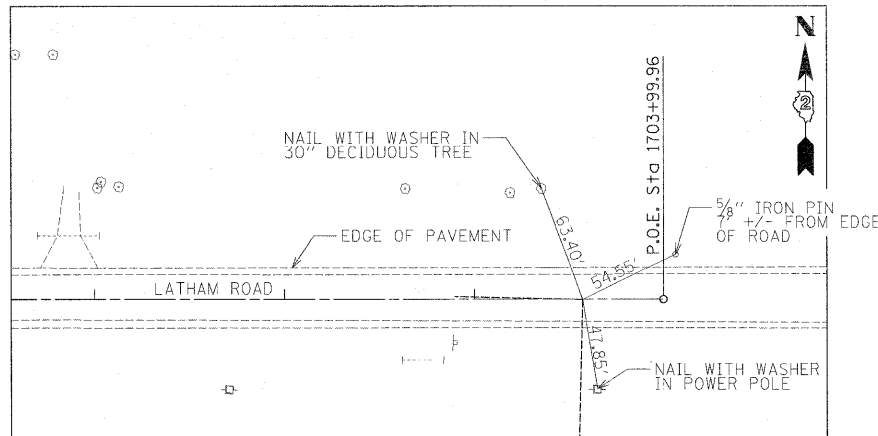 N
2
P.O.E. Sta 1703+99.96
NAIL WITH WASHER IN
30" DECIDUOUS TREE
5/8" IRON PIN
7' +/- FROM EDGE
OF ROAD
63.40'
54.55'
EDGE OF PAVEMENT
LATHAM ROAD
47.85'
NAIL WITH WASHER
IN POWER POLE